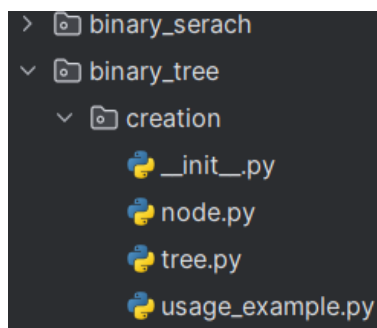 binary_serach
binary_tree
creation
__init__.py
node.py
tree.py
usage_example.py